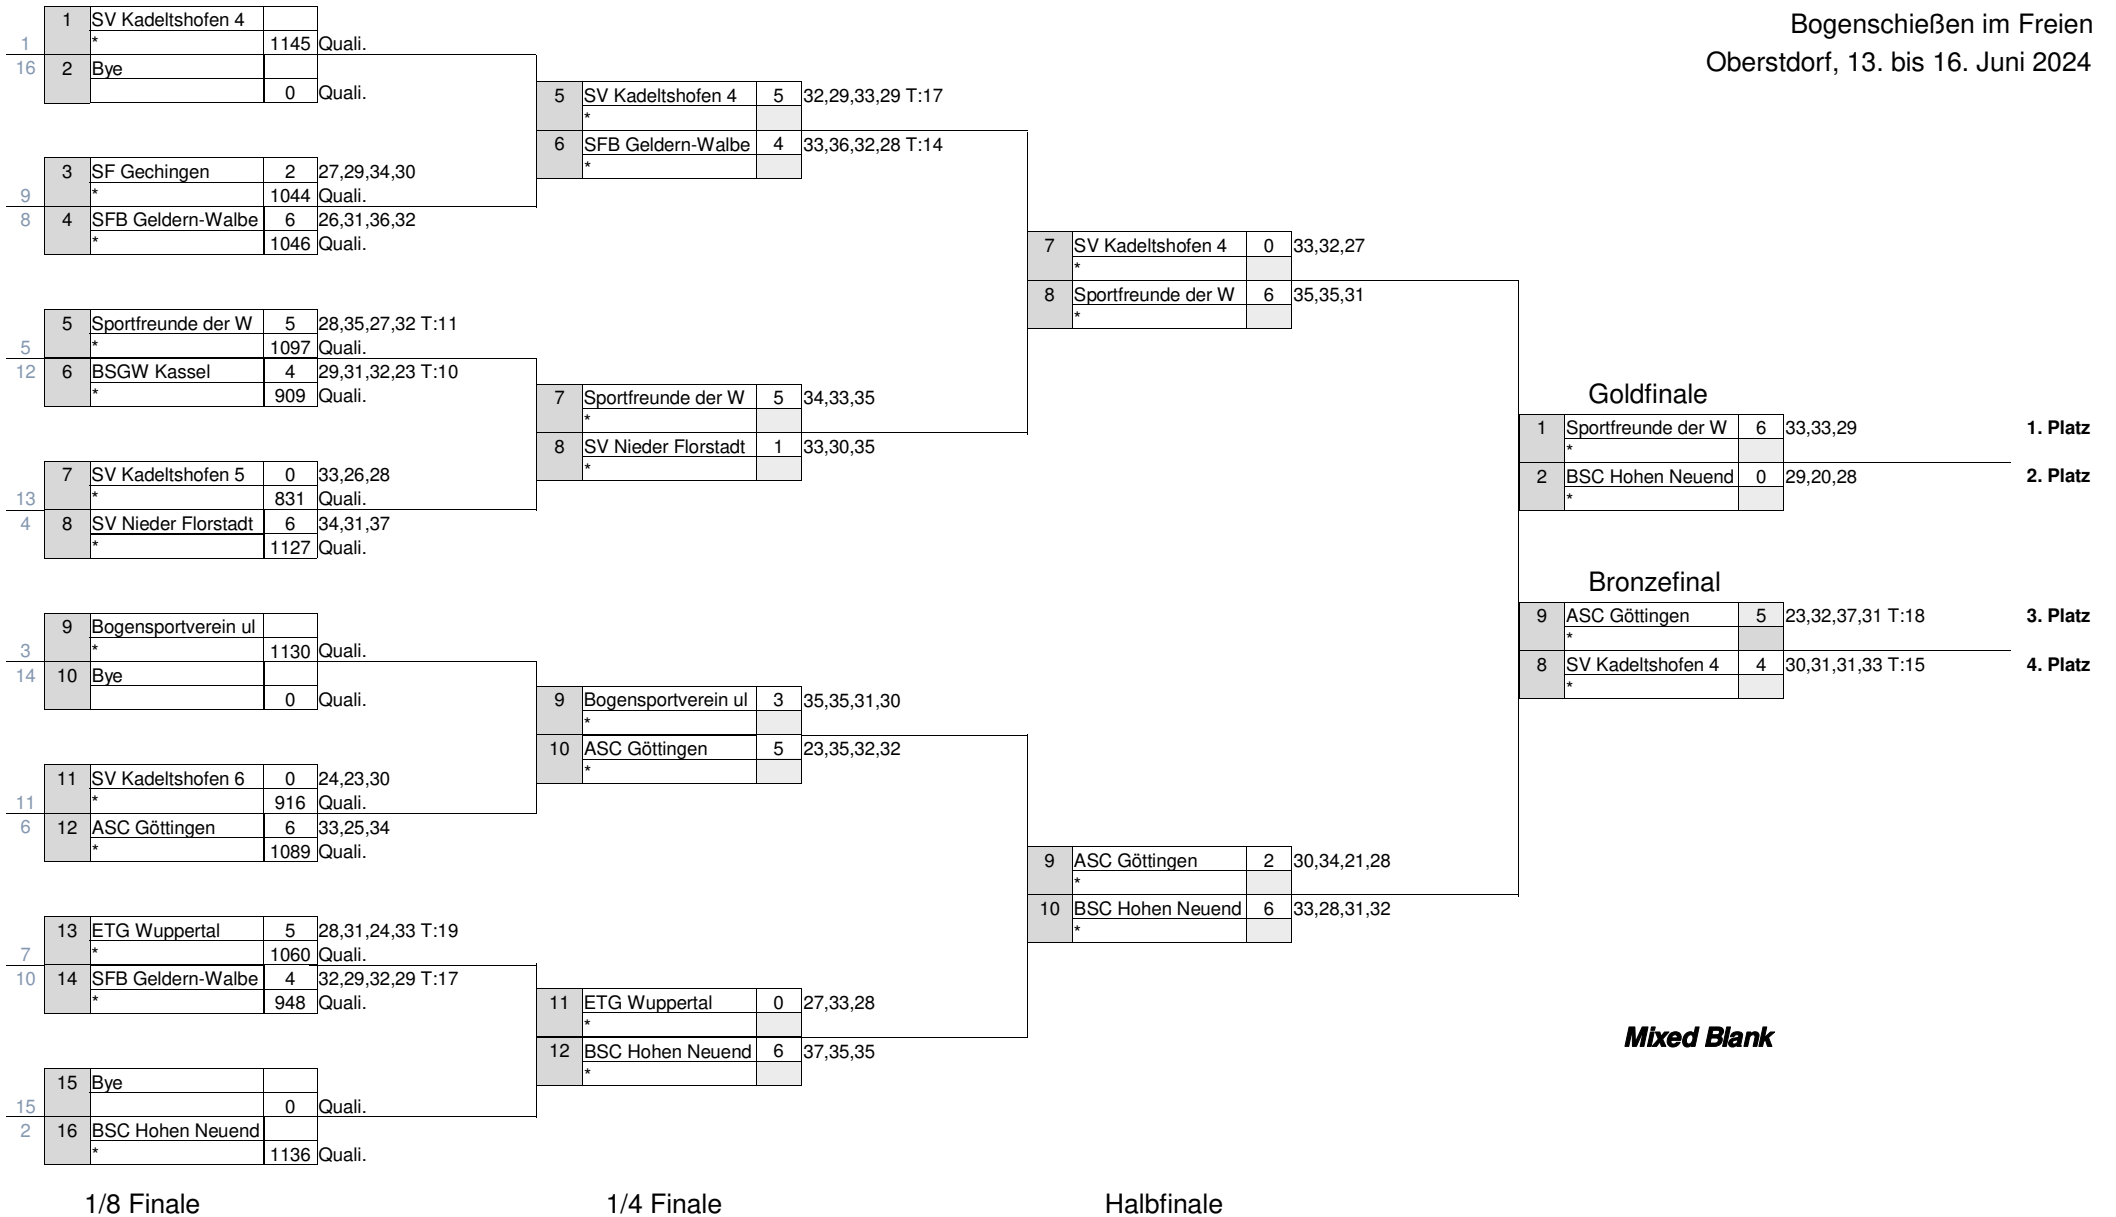 Bogenschießen im Freien
Oberstdorf, 13. bis 16. Juni 2024
1 SV Kadeltshofen 4
1 * 1145 Quali.
16 2 Bye
0 Quali.
3 SF Gechingen 2 27,29,34,30
9 * 1044 Quali.
8 4 SFB Geldern-Walbe 6 26,31,36,32
* 1046 Quali.
5 Sportfreunde der W 5 28,35,27,32 T:11
5 * 1097 Quali.
12 6 BSGW Kassel 4 29,31,32,23 T:10
* 909 Quali.
7 SV Kadeltshofen 5 0 33,26,28
13 * 831 Quali.
4 8 SV Nieder Florstadt 6 34,31,37
* 1127 Quali.
9 Bogensportverein ul
3 * 1130 Quali.
14 10 Bye
0 Quali.
11 SV Kadeltshofen 6 0 24,23,30
11 * 916 Quali.
6 12 ASC Göttingen 6 33,25,34
* 1089 Quali.
13 ETG Wuppertal 5 28,31,24,33 T:19
7 * 1060 Quali.
10 14 SFB Geldern-Walbe 4 32,29,32,29 T:17
* 948 Quali.
15 Bye
15 0 Quali.
2 16 BSC Hohen Neuend
* 1136 Quali.
1/8 Finale
5 SV Kadeltshofen 4 5 32,29,33,29 T:17
*
6 SFB Geldern-Walbe 4 33,36,32,28 T:14
*
7 Sportfreunde der W 5 34,33,35
*
8 SV Nieder Florstadt 1 33,30,35
*
9 Bogensportverein ul 3 35,35,31,30
*
10 ASC Göttingen 5 23,35,32,32
*
11 ETG Wuppertal 0 27,33,28
*
12 BSC Hohen Neuend 6 37,35,35
*
1/4 Finale
7 SV Kadeltshofen 4 0 33,32,27
*
8 Sportfreunde der W 6 35,35,31
*
9 ASC Göttingen 2 30,34,21,28
*
10 BSC Hohen Neuend 6 33,28,31,32
*
Halbfinale
Goldfinale
1 Sportfreunde der W 6 33,33,29 1. Platz
*
2 BSC Hohen Neuend 0 29,20,28 2. Platz
*
Bronzefinal
9 ASC Göttingen 5 23,32,37,31 T:18 3. Platz
*
8 SV Kadeltshofen 4 4 30,31,31,33 T:15 4. Platz
*
Mixed Blank